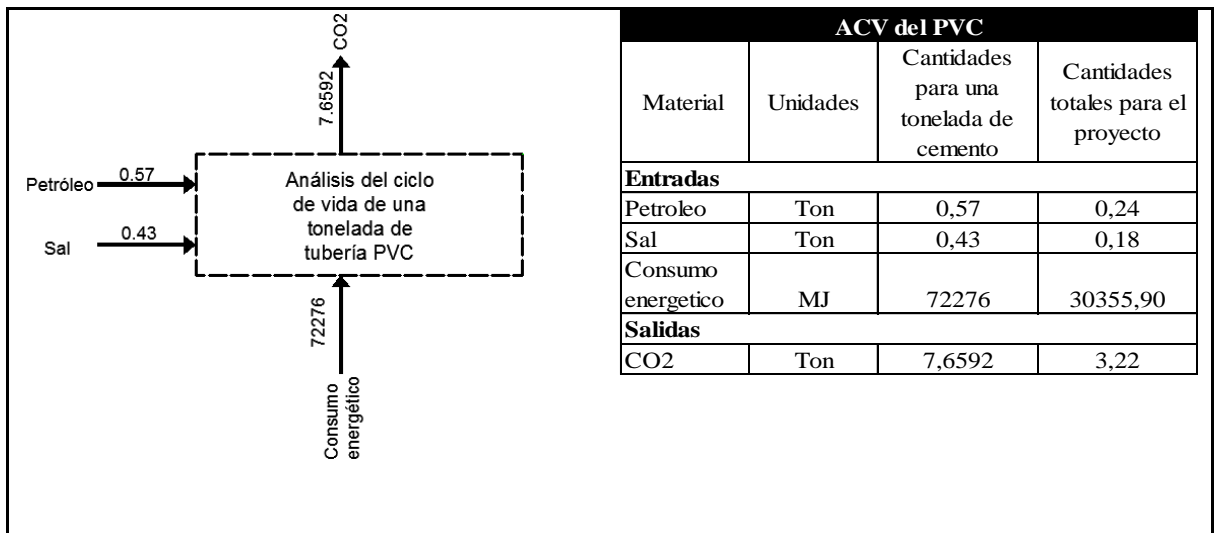 CO2
7.6592
Petróleo
0.57
Sal
0.43
Análisis del ciclo
de vida de una
tonelada de
tubería PVC
72276
Consumo
energético
ACV del PVC
Material
Unidades
Cantidades
para una
tonelada de
cemento
Cantidades
totales para el
proyecto
Entradas
Petroleo Ton 0,57 0,24
Sal Ton 0,43 0,18
Consumo
energetico MJ 72276 30355,90
Salidas
CO2 Ton 7,6592 3,22